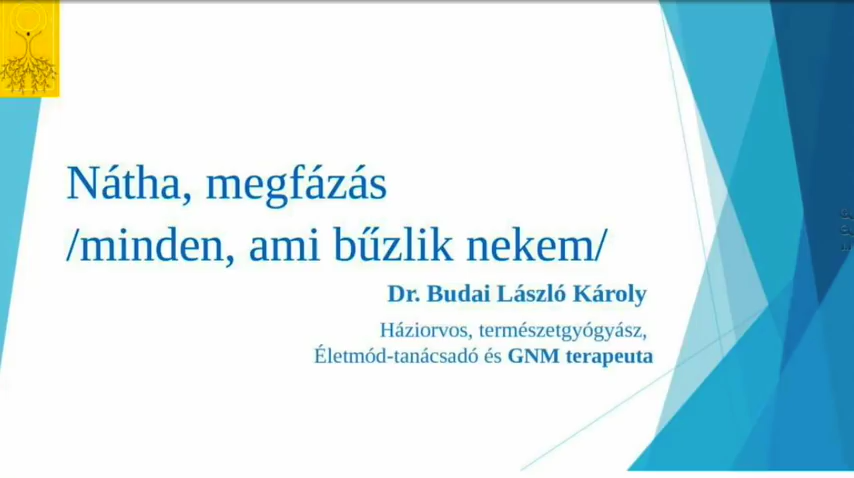 Nátha, megfázás
/minden, ami bűzlik nekem/
Dr. Budai László Károly
Háziorvos, természetgyógyász,
Életmód-tanácsadó és GNM terapeuta